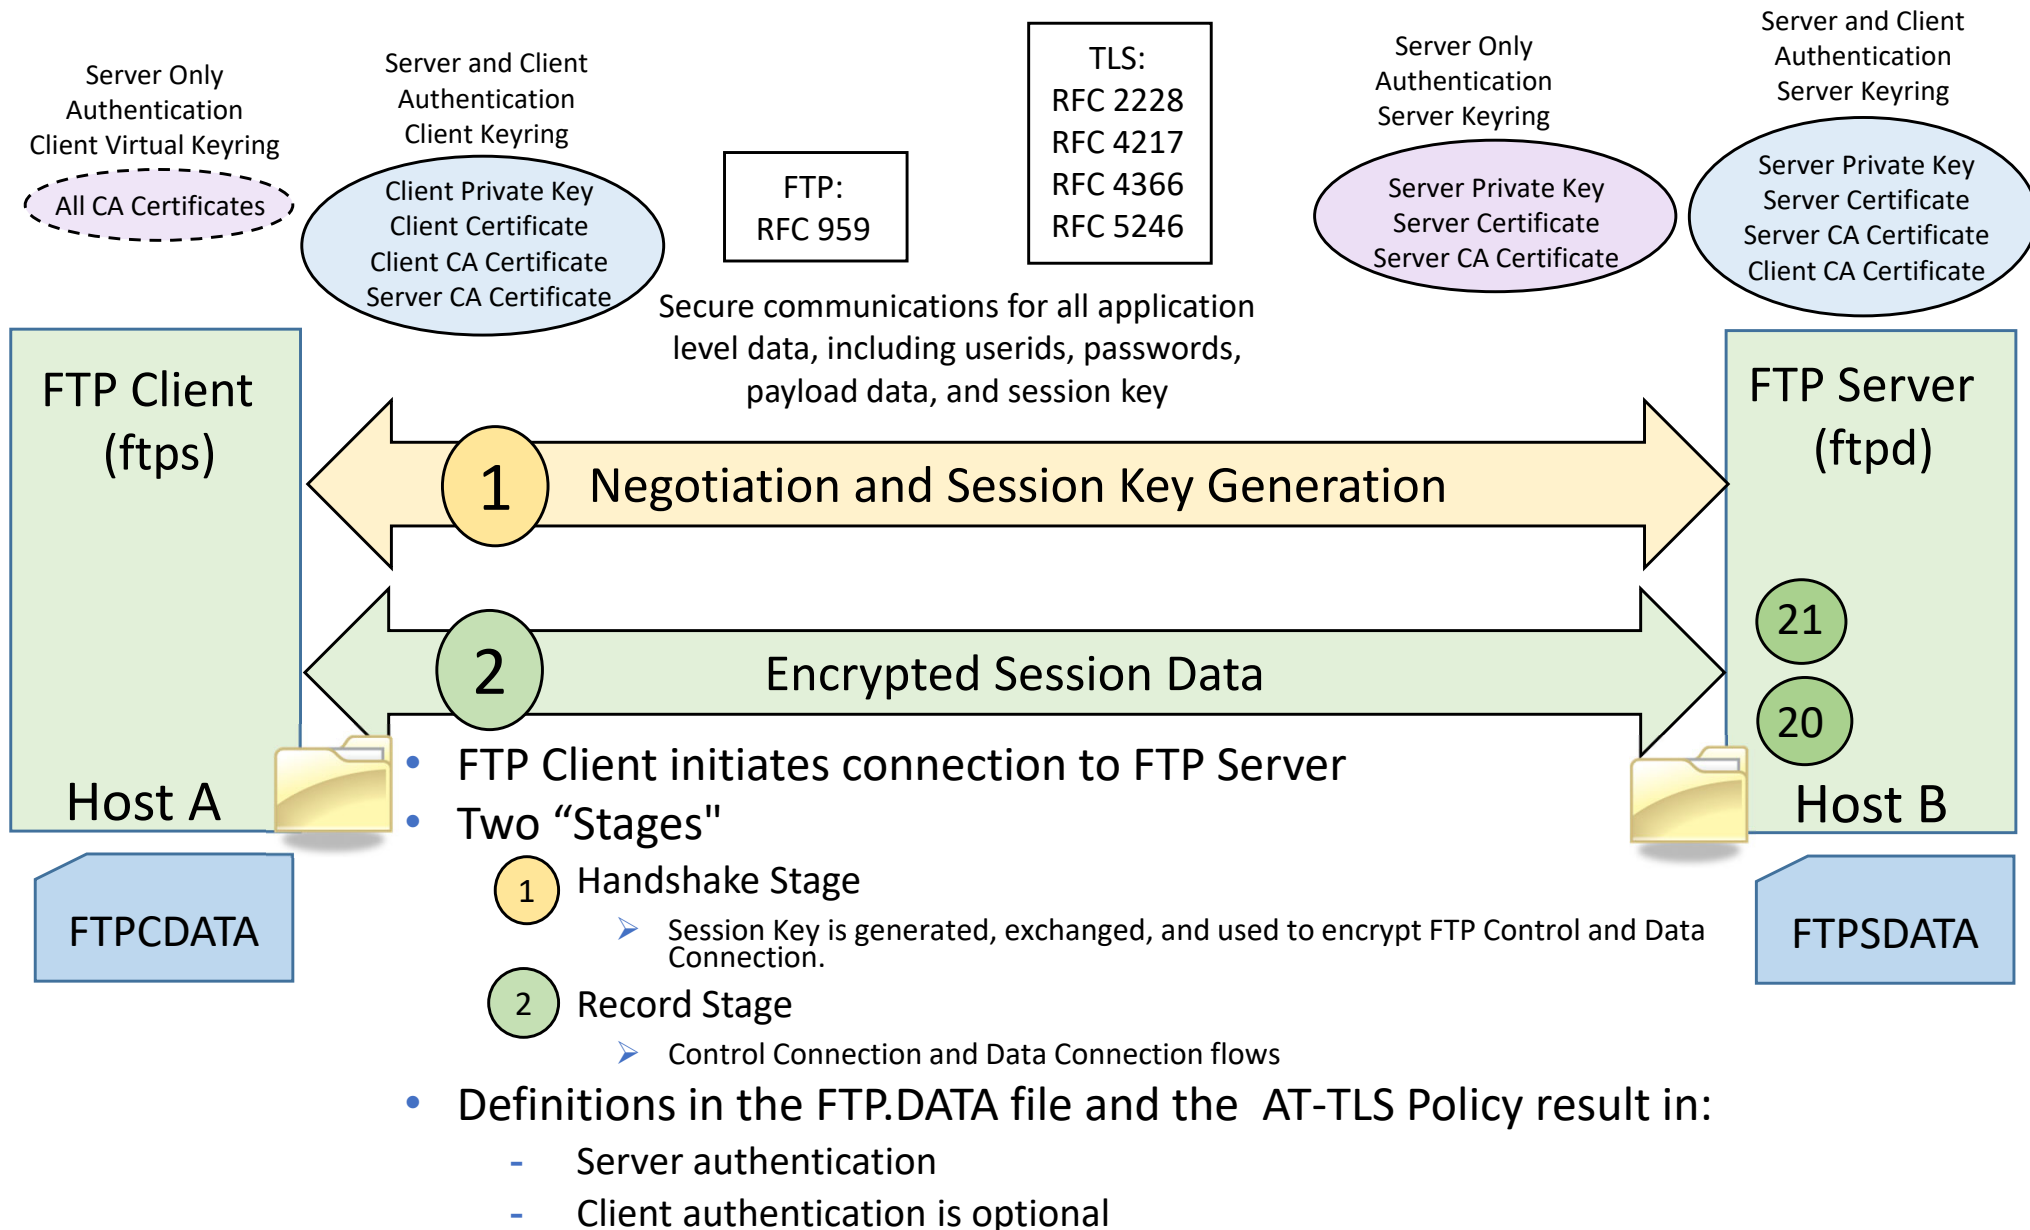 Server Only
Authentication
Client Virtual Keyring
All CA Certificates
Server and Client
Authentication
Client Keyring
Client Private Key
Client Certificate
Client CA Certificate
Server CA Certificate
FTP:
RFC 959
TLS:
RFC 2228
RFC 4217
RFC 4366
RFC 5246
Server Only
Authentication
Server Keyring
Server Private Key
Server Certificate
Server CA Certificate
Server and Client
Authentication
Server Keyring
Server Private Key
Server Certificate
Server CA Certificate
Client CA Certificate
Secure communications for all application
level data, including userids, passwords,
payload data, and session key
FTP Client
(ftps)
FTP Server
(ftpd)
1
Negotiation and Session Key Generation
2
Encrypted Session Data
21
20
Host A
Host B
FTPCDATA
FTPSDATA
• FTP Client initiates connection to FTP Server
• Two “Stages"
1 Handshake Stage
➢ Session Key is generated, exchanged, and used to encrypt FTP Control and Data
Connection.
2 Record Stage
➢ Control Connection and Data Connection flows
• Definitions in the FTP.DATA file and the AT-TLS Policy result in:
- Server authentication
- Client authentication is optional